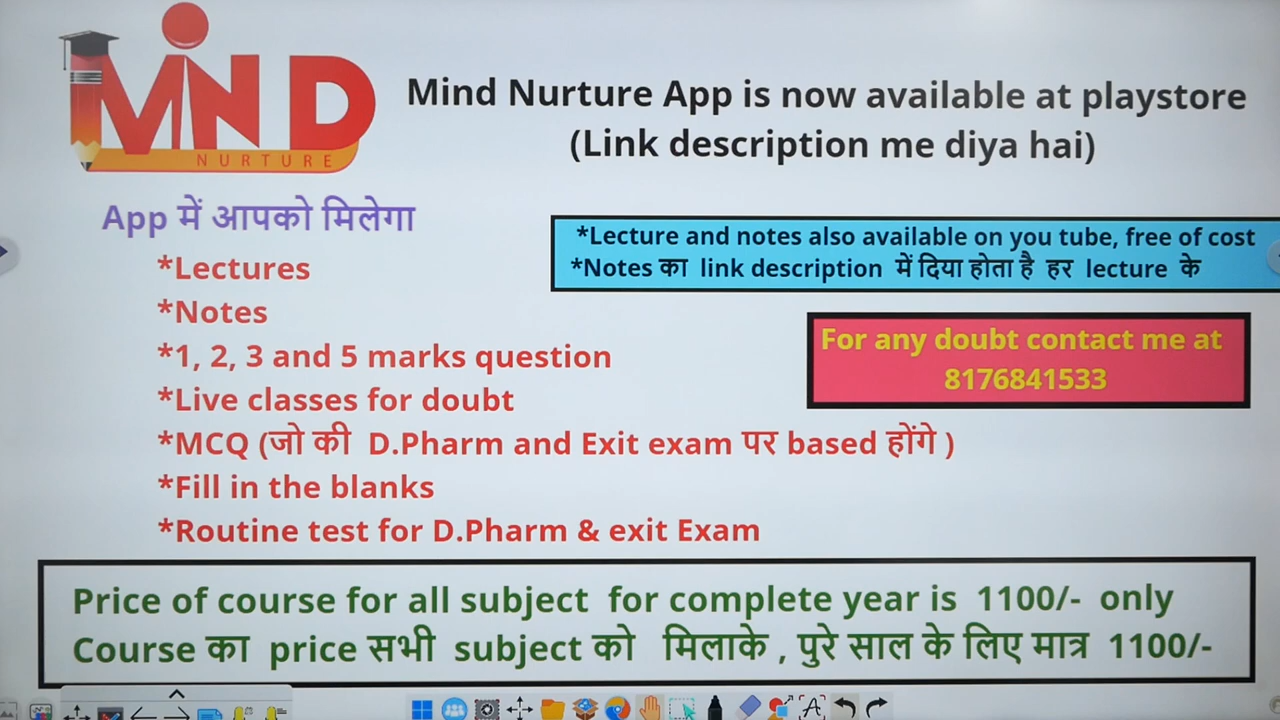 MIND
NURTURE
Mind Nurture App is now available at playstore
(Link description me diya hai)
App में आपको मिलेगा
*Lectures
*Notes
*1, 2, 3 and 5 marks question
*Live classes for doubt
*MCQ (जो की D.Pharm and Exit exam पर based होंगे )
*Fill in the blanks
*Routine test for D.Pharm & exit Exam
*Lecture and notes also available on you tube, free of cost
*Notes का link description में दिया होता है हर lecture के
For any doubt contact me at
8176841533
Price of course for all subject for complete year is 1100/- only
Course का price सभी subject को मिलाके , पुरे साल के लिए मात्र 1100/-